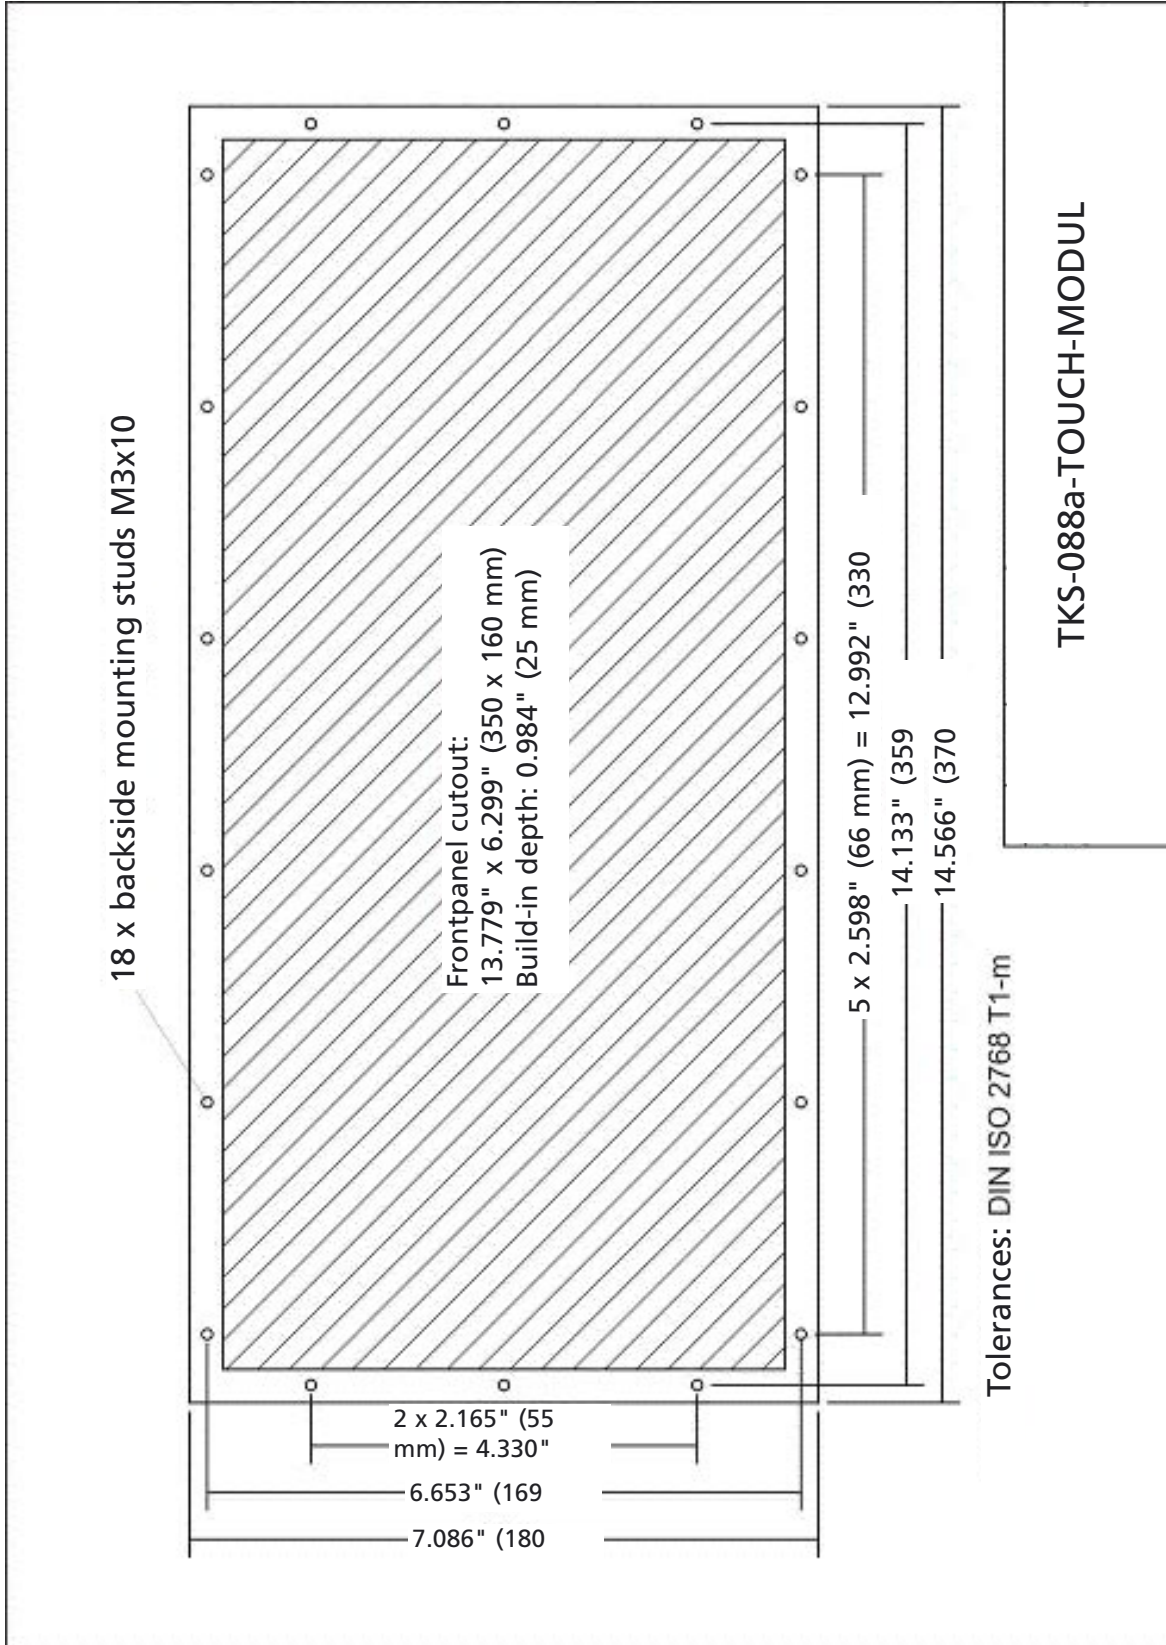 18 x backside mounting studs M3x10
Frontpanel cutout:
13.779" x 6.299" (350 x 160 mm)
Build-in depth: 0.984" (25 mm)
5 x 2.598" (66 mm) = 12.992" (330
14.133" (359
14.566" (370
2 x 2.165" (55
mm) = 4.330"
6.653" (169
7.086" (180
Tolerances: DIN ISO 2768 T1-m
TKS-088a-TOUCH-MODUL